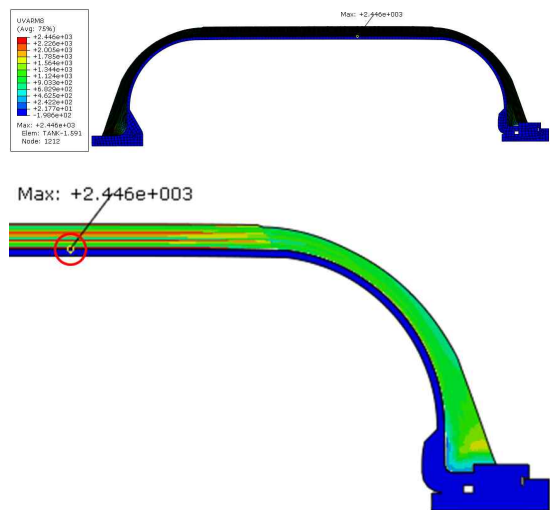 UVARM8
(Avg: 75%)
+2.446e+03
+2.226e+03
+2.005e+03
+1.785e+03
+1.564e+03
+1.344e+03
+1.124e+03
+9.033e+02
+6.829e+02
+4.625e+02
+2.422e+02
+2.177e+01
-1.986e+02
Max: +2.446e+03
Elem: TANK-1.591
Node: 1212
Max: +2.446e+003
Max: +2.446e+003